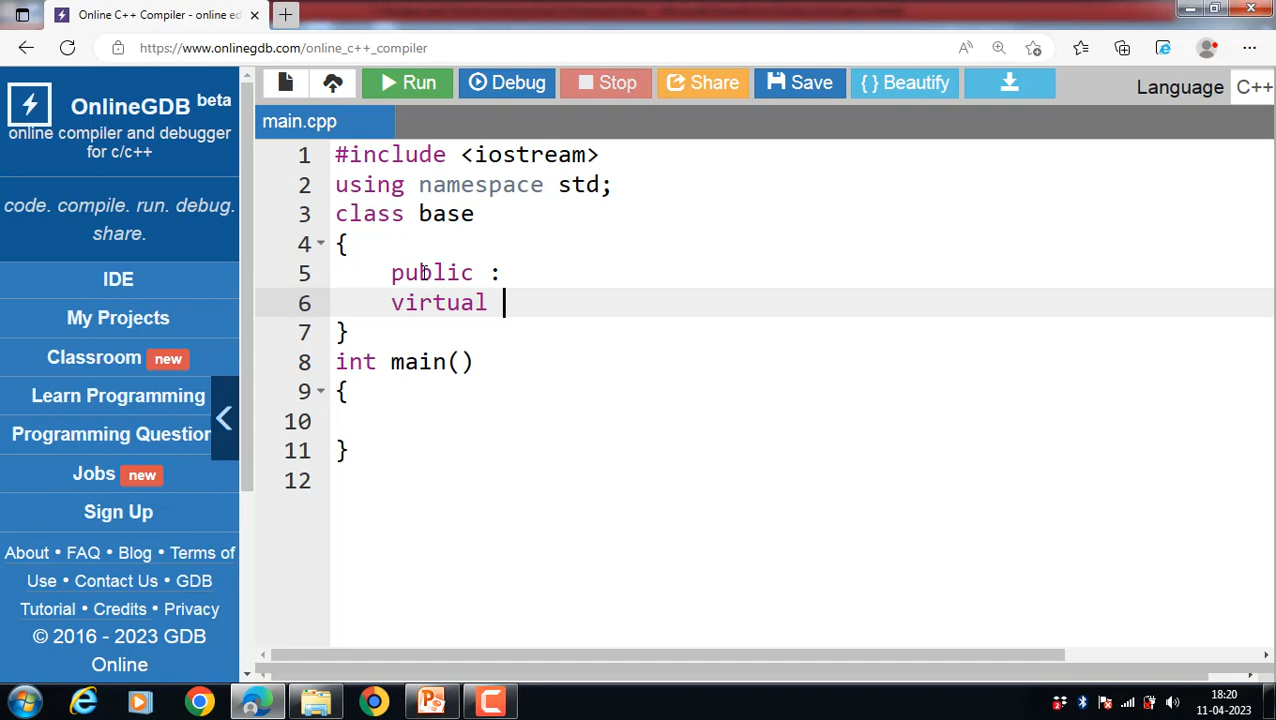 Online C++ Compiler - online ed
https://www.onlinegdb.com/online_c++_compiler
OnlineGDB beta
online compiler and debugger
for c/c++
code. compile. run. debug.
share.
IDE
My Projects
Classroom new
Learn Programming
Programming Question
Jobs new
Sign Up
About • FAQ • Blog • Terms of
Use • Contact Us • GDB
Tutorial • Credits • Privacy
© 2016 - 2023 GDB
Online
Run Debug Stop Share Save { } Beautify Language C++
main.cpp
1 #include <iostream>
2 using namespace std;
3 class base
4 {
5 public :
6 virtual
7 }
8 int main()
9 {
10
11 }
12
18:20
11-04-2023